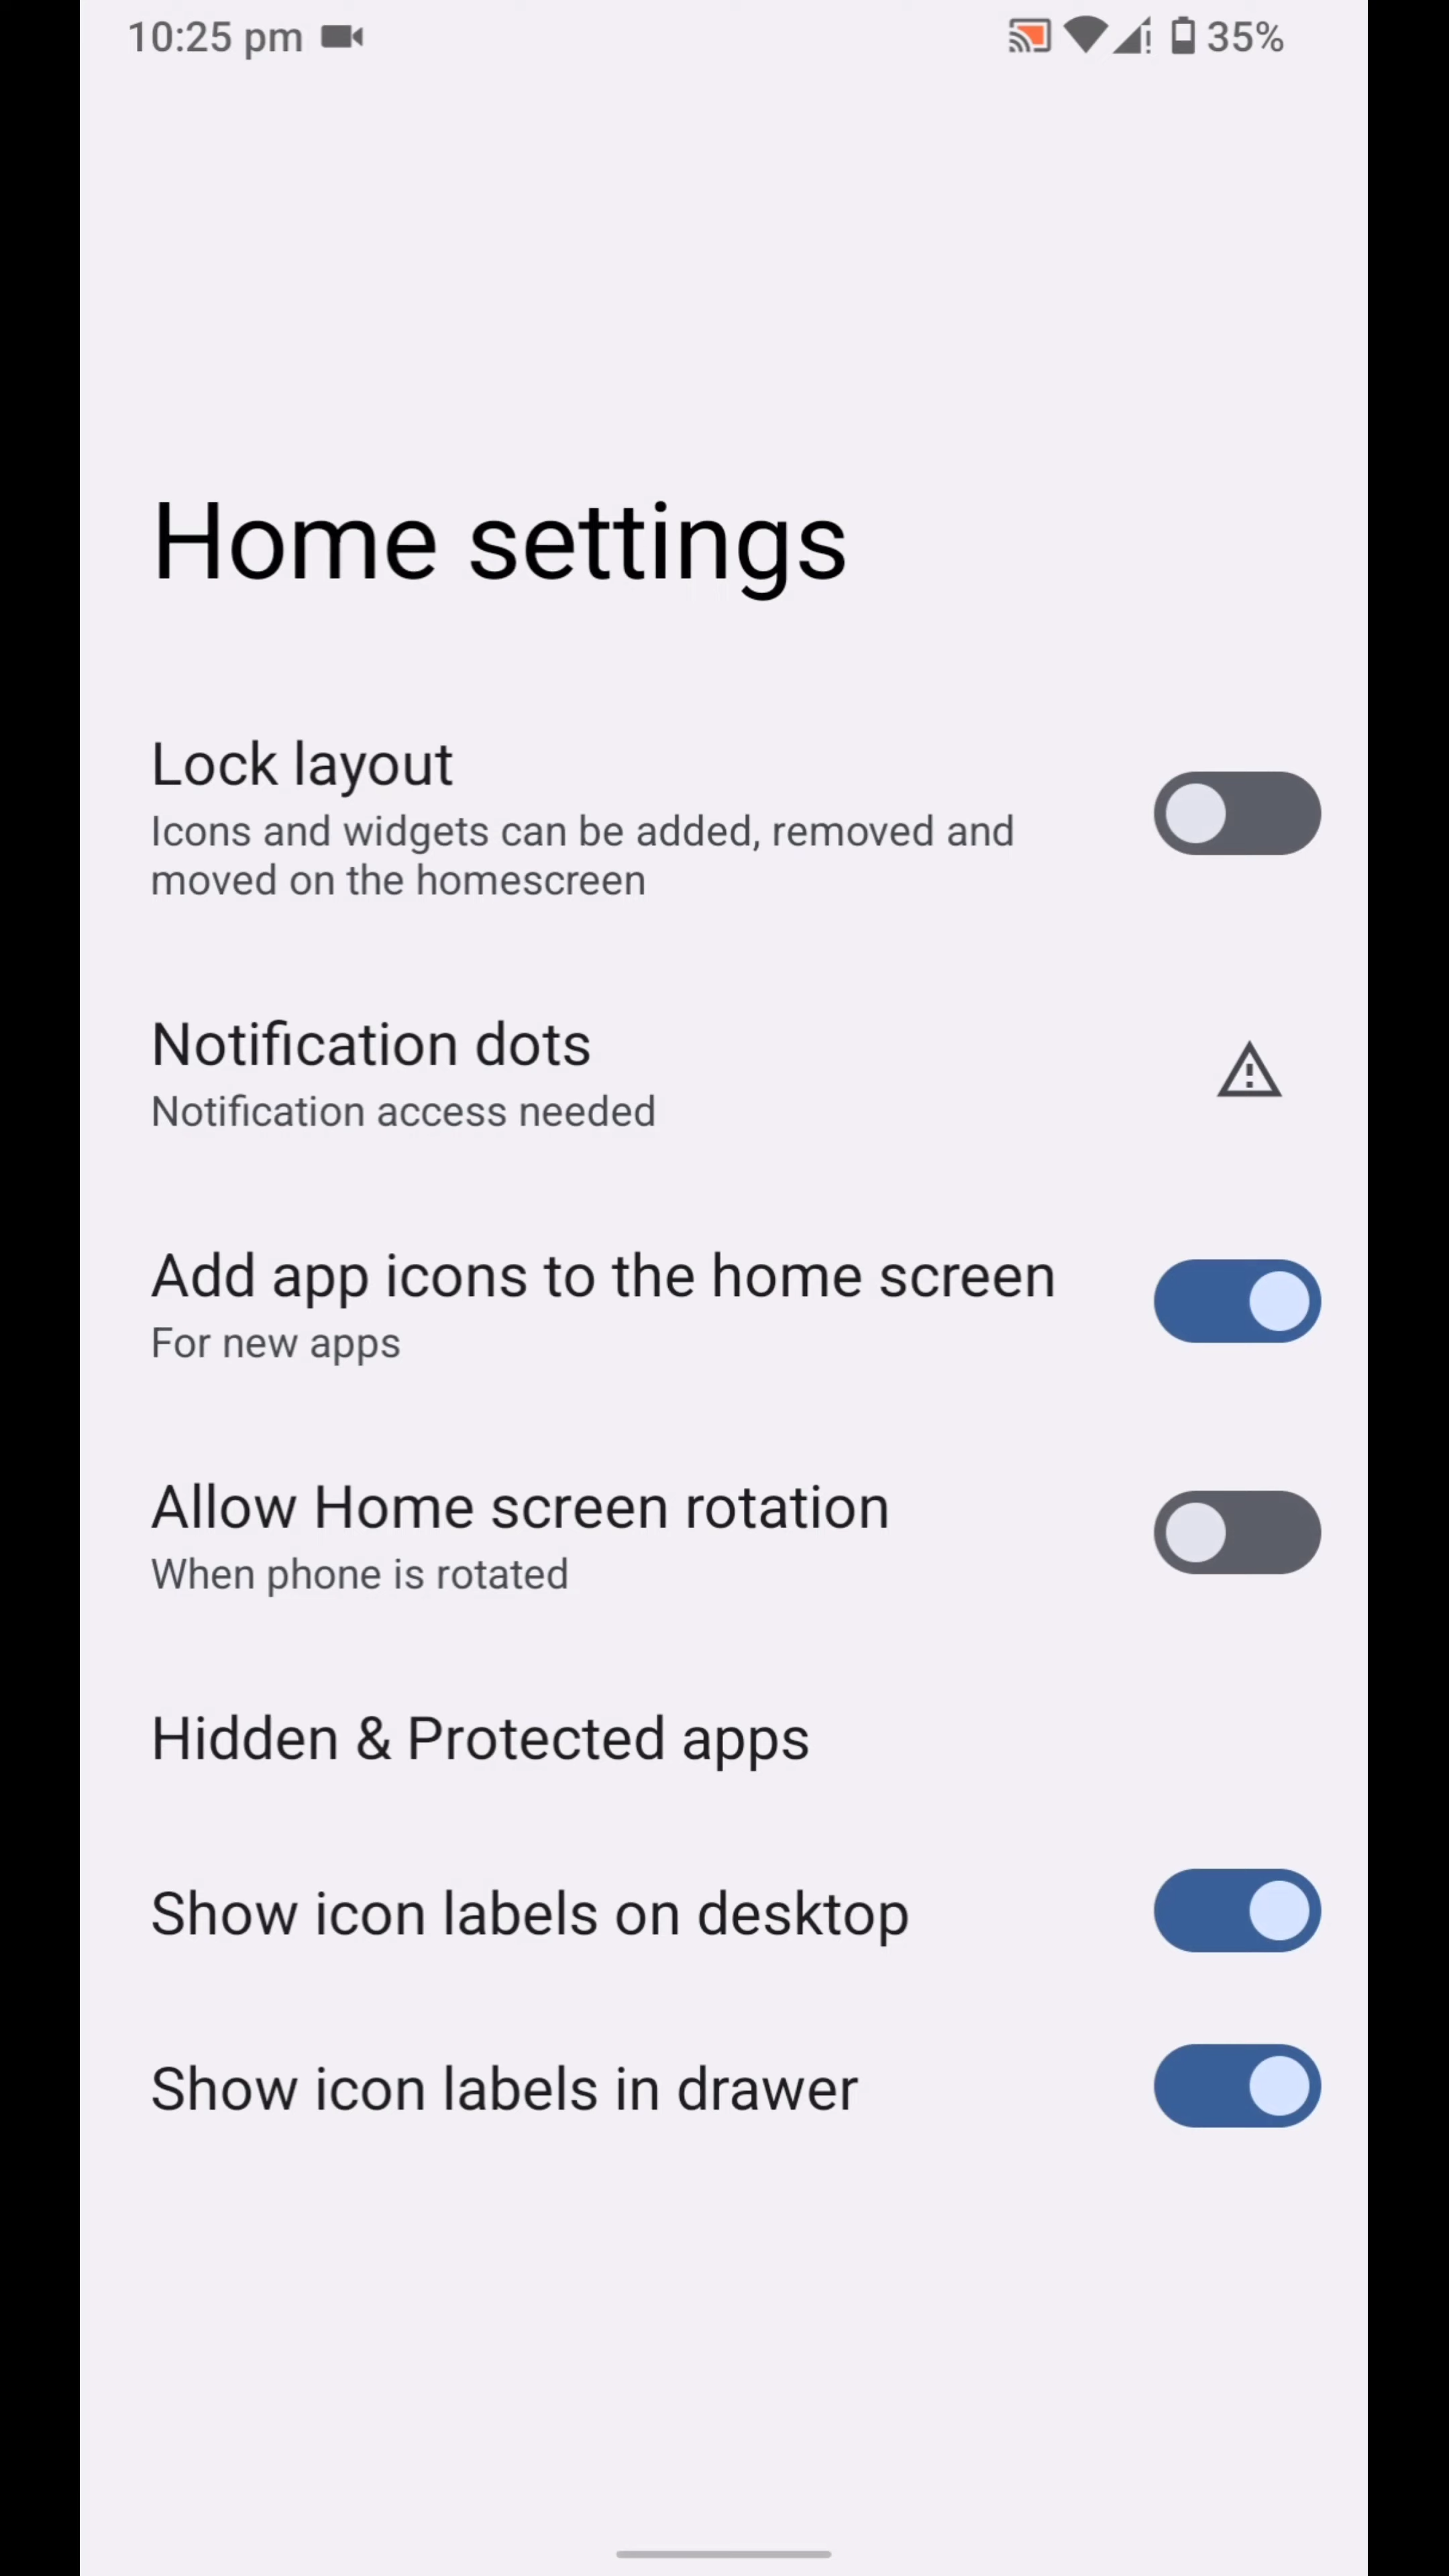 10:25 pm
35%
Home settings
Lock layout
Icons and widgets can be added, removed and
moved on the homescreen
Notification dots
Notification access needed
Add app icons to the home screen
For new apps
Allow Home screen rotation
When phone is rotated
Hidden & Protected apps
Show icon labels on desktop
Show icon labels in drawer